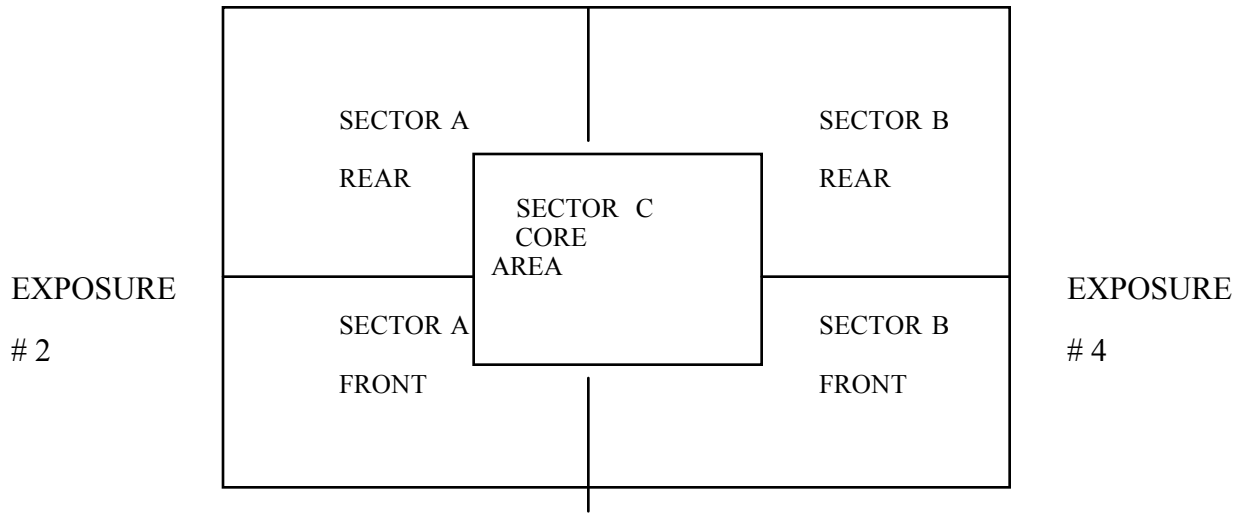 SECTOR A
REAR
SECTOR B
REAR
SECTOR C
CORE
AREA
EXPOSURE
# 2
EXPOSURE
# 4
SECTOR A
FRONT
SECTOR B
FRONT